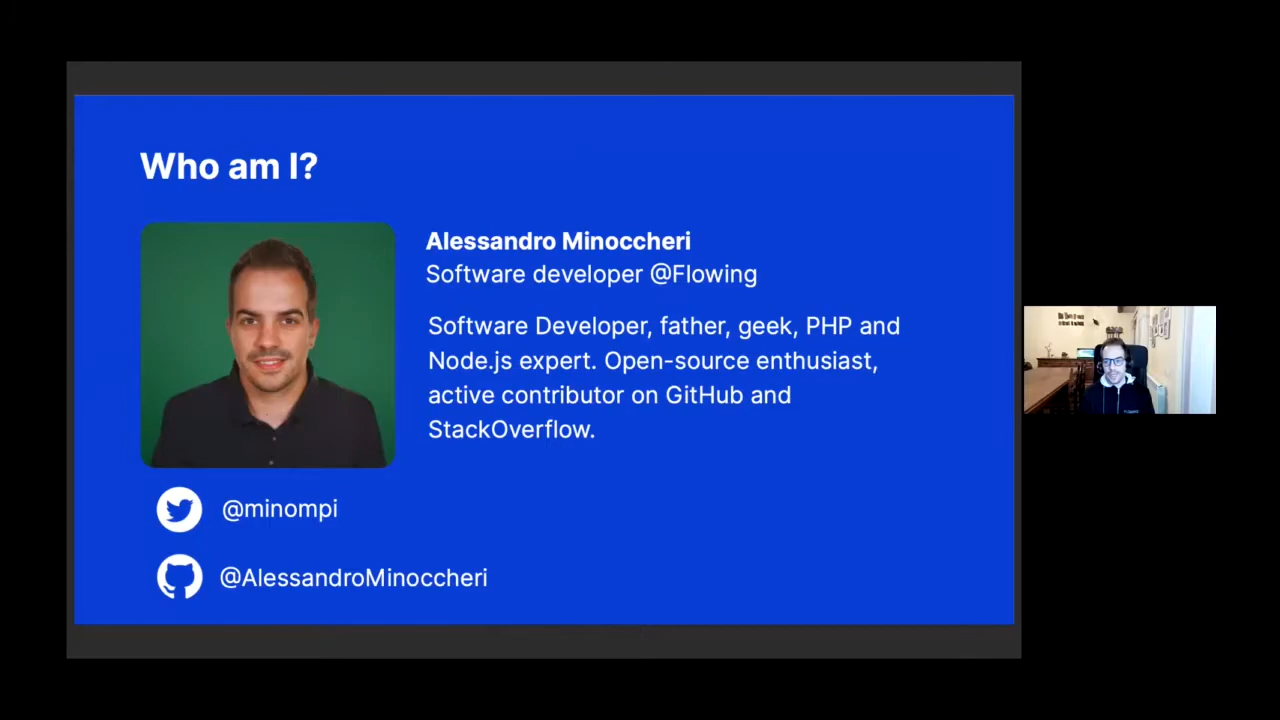 Who am I?
Alessandro Minoccheri
Software developer @Flowing
Software Developer, father, geek, PHP and
Node.js expert. Open-source enthusiast,
active contributor on GitHub and
StackOverflow.
@minompi
@AlessandroMinoccheri